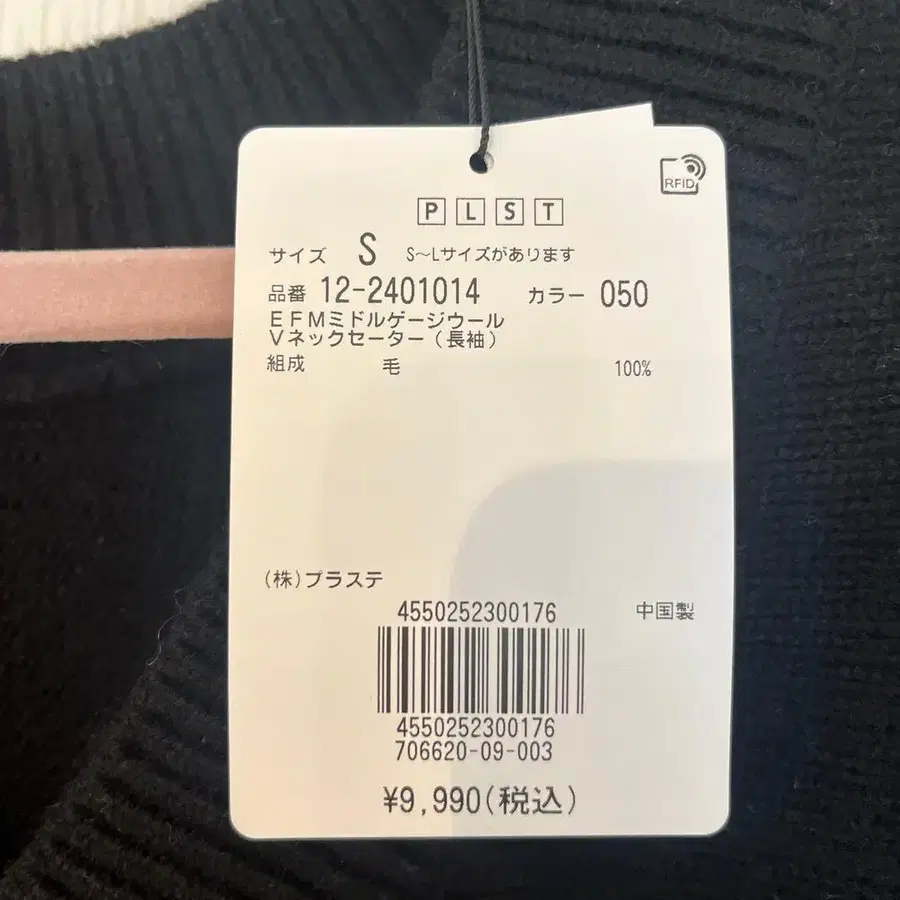 RFID
PLST
サイズ S S～Lサイズがあります
品番 12-2401014 カラー 050
ＥＦＭミドルゲージウール
Ｖネックセーター（長袖）
組成 毛 100%
(株)プラステ
4550252300176 中国製
4550252300176
706620-09-003
¥9,990(税込)